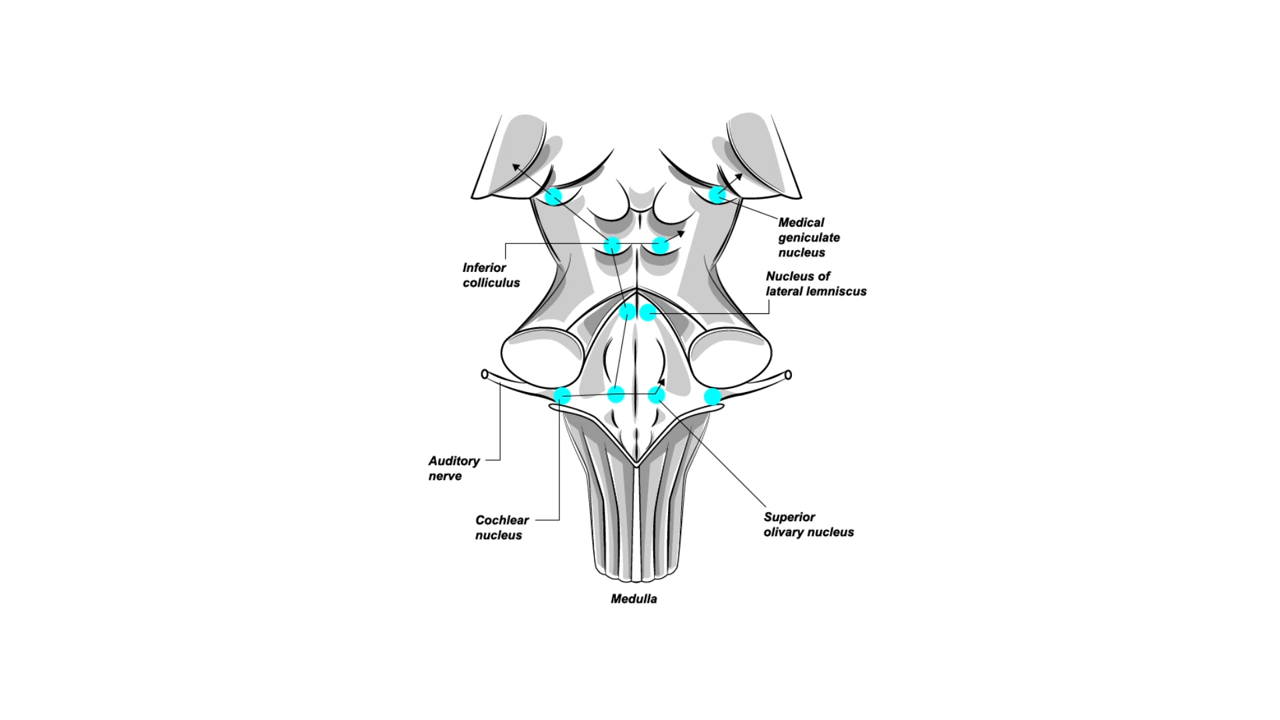 Medical
geniculate
nucleus
Inferior
colliculus
Nucleus of
lateral lemniscus
Auditory
nerve
Cochlear
nucleus
Superior
olivary nucleus
Medulla